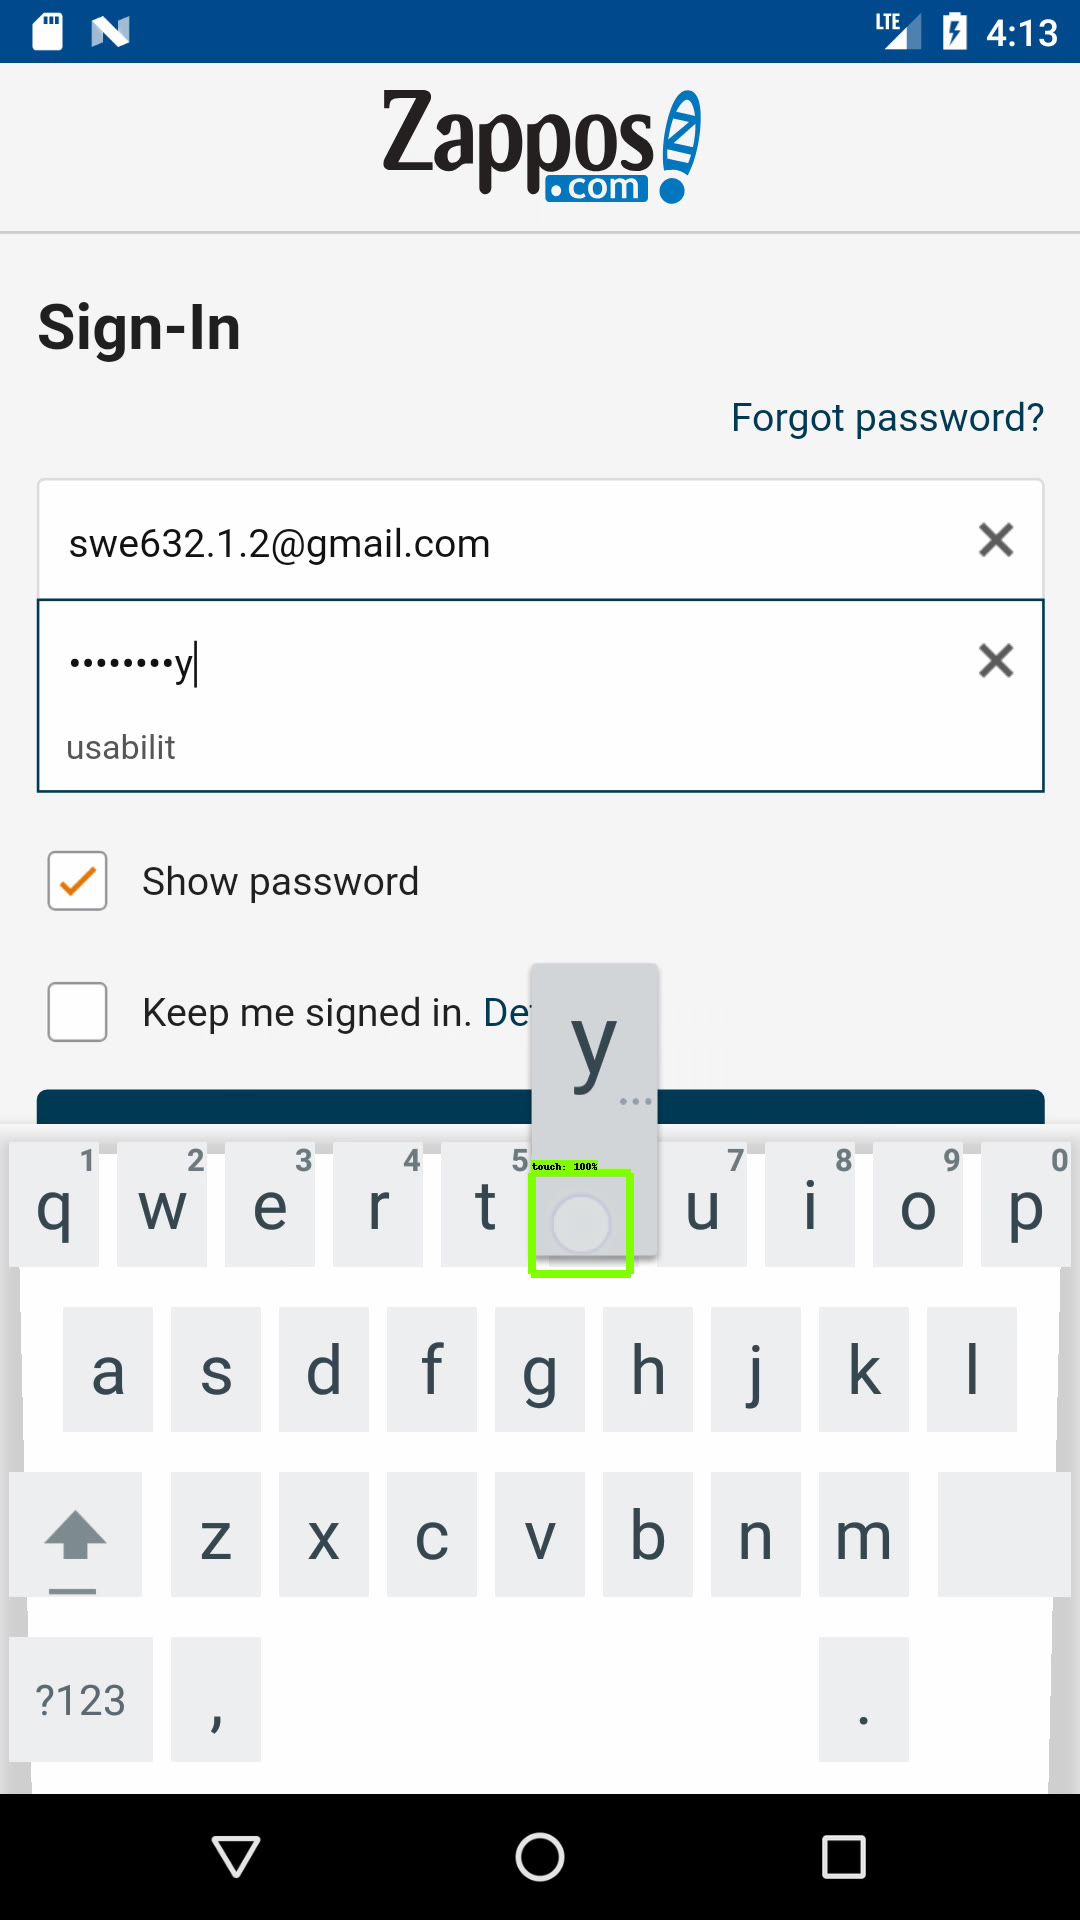 LTE 4:13
Zappos
.com
Sign-In
Forgot password?
swe632.1.2@gmail.com
••••••••y
usabilit
Show password
Keep me signed in. De
y
...
touch: 100%
1 2 3 4 5 7 8 9 0
q w e r t u i o p
a s d f g h j k l
z x c v b n m
?123 , .